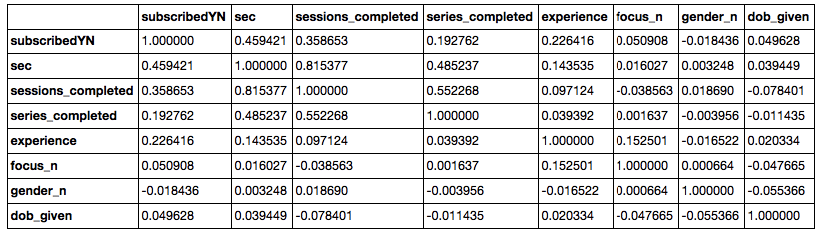 subscribedYN sec sessions_completed series_completed experience focus_n gender_n dob_given
subscribedYN 1.000000 0.459421 0.358653 0.192762 0.226416 0.050908 -0.018436 0.049628
sec 0.459421 1.000000 0.815377 0.485237 0.143535 0.016027 0.003248 0.039449
sessions_completed 0.358653 0.815377 1.000000 0.552268 0.097124 -0.038563 0.018690 -0.078401
series_completed 0.192762 0.485237 0.552268 1.000000 0.039392 0.001637 -0.003956 -0.011435
experience 0.226416 0.143535 0.097124 0.039392 1.000000 0.152501 -0.016522 0.020334
focus_n 0.050908 0.016027 -0.038563 0.001637 0.152501 1.000000 0.000664 -0.047665
gender_n -0.018436 0.003248 0.018690 -0.003956 -0.016522 0.000664 1.000000 -0.055366
dob_given 0.049628 0.039449 -0.078401 -0.011435 0.020334 -0.047665 -0.055366 1.000000